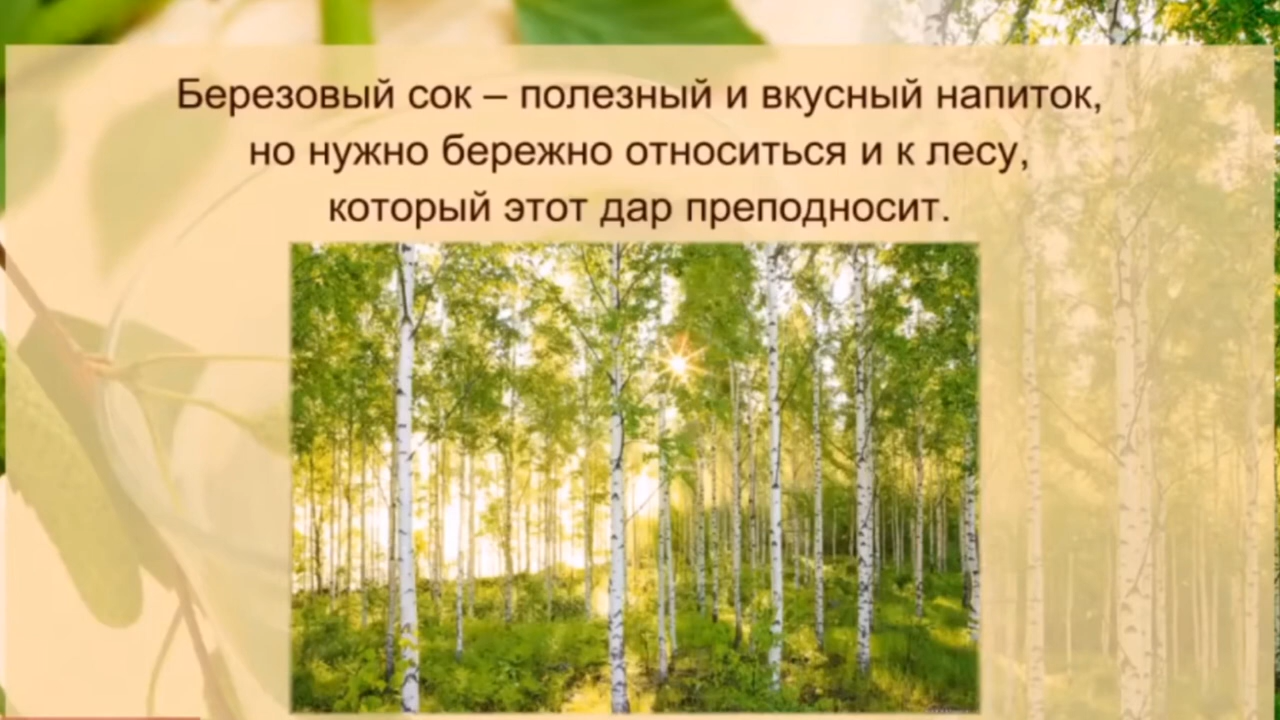 Березовый сок – полезный и вкусный напиток,
но нужно бережно относиться и к лесу,
который этот дар преподносит.